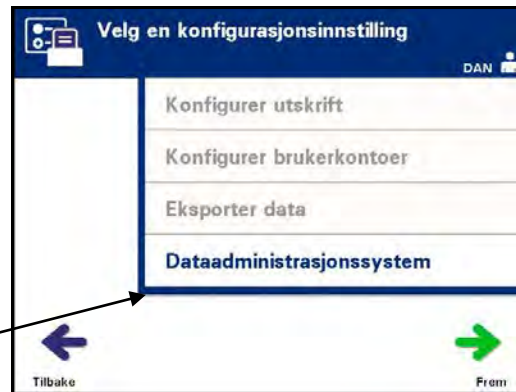 Velg en konfigurasjonsinnstilling
DAN
Konfigurer utskrift
Konfigurer brukerkontoer
Eksporter data
Dataadministrasjonssystem
Tilbake
Frem